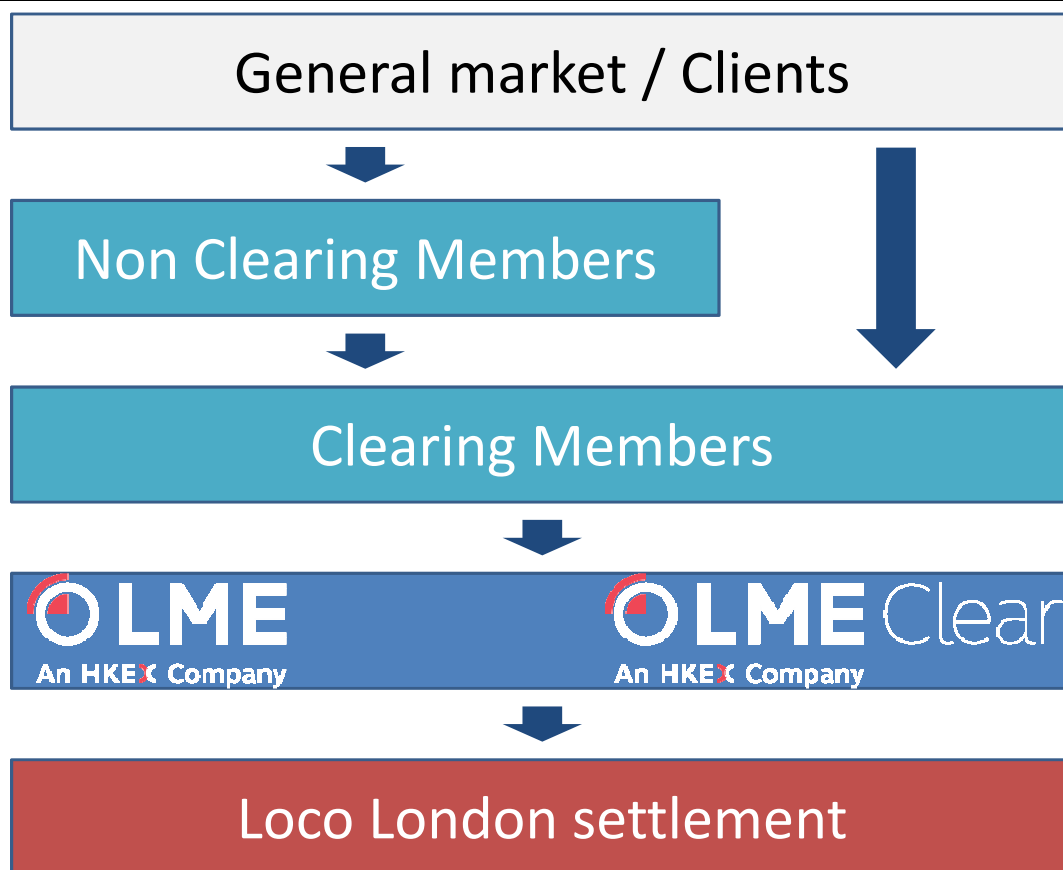 General market / Clients
Non Clearing Members
Clearing Members
LME
An HKEX Company
LME Clear
An HKEX Company
Loco London settlement